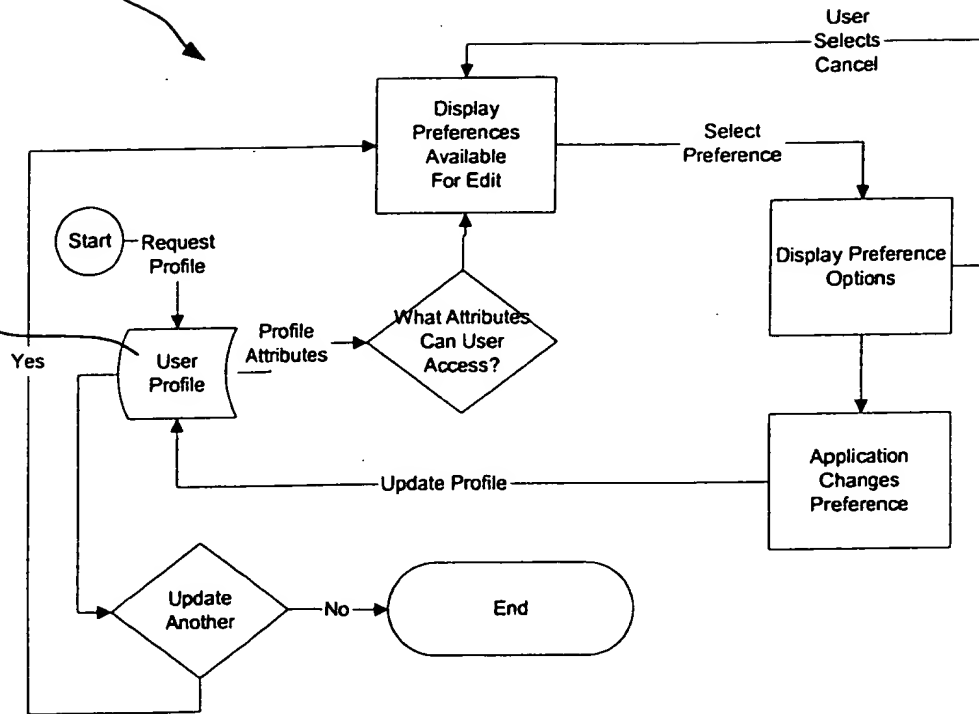 User
Selects
Cancel
Display
Preferences
Available
For Edit
Select
Preference
Start
Request
Profile
Display Preference
Options
What Attributes
Can User
Access?
Profile
Attributes
User
Profile
Yes
Application
Changes
Preference
Update Profile
Update
Another
No
End